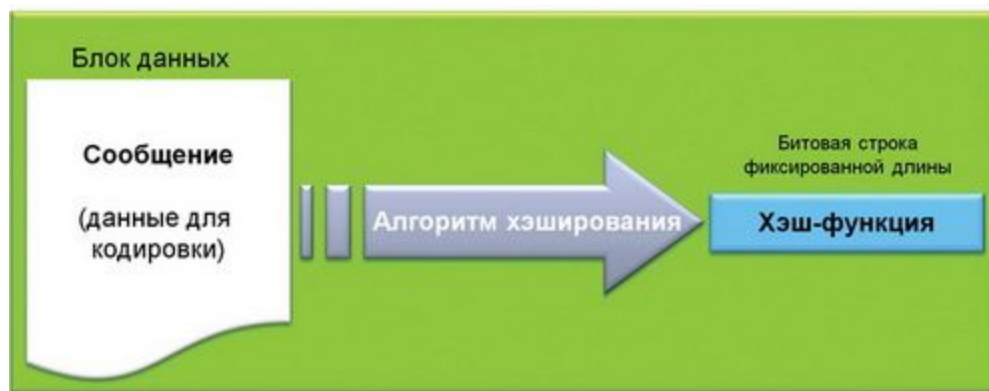 Блок данных
Сообщение
(данные для
кодировки)
Алгоритм хэширования
Битовая строка
фиксированной длины
Хэш-функция